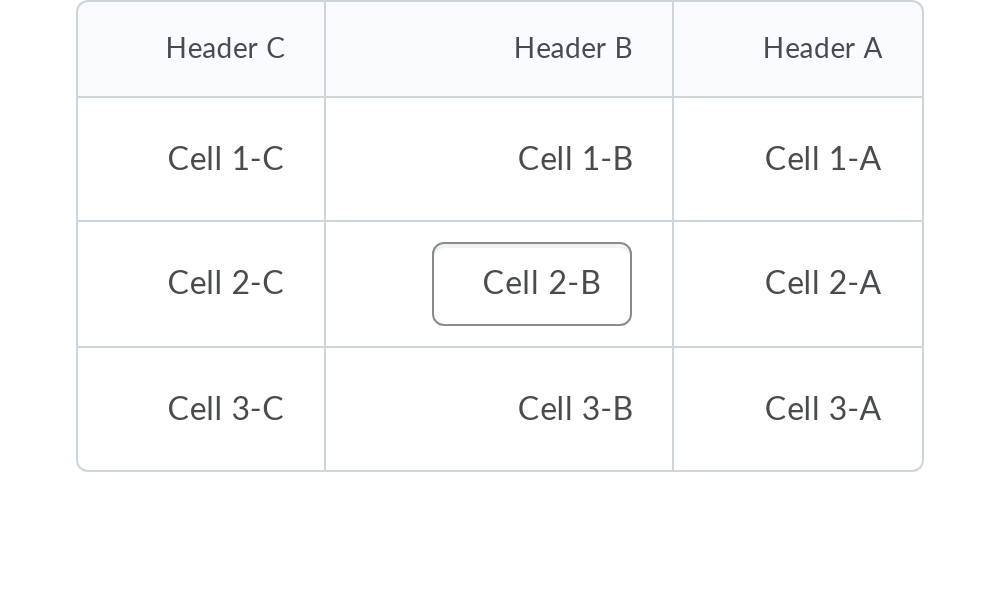 Header C Header B Header A
Cell 1-C Cell 1-B Cell 1-A
Cell 2-C Cell 2-B Cell 2-A
Cell 3-C Cell 3-B Cell 3-A